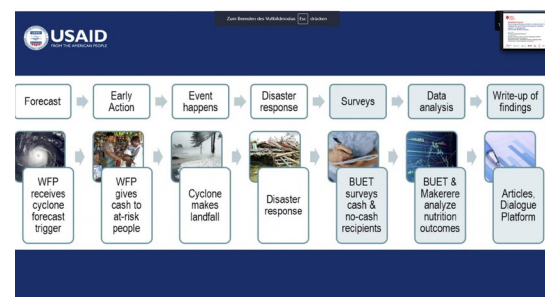 Zum Beenden des Vollbildmodus Esc drücken
USAID
FROM THE AMERICAN PEOPLE
Forecast
Early
Action
Event
happens
Disaster
response
Surveys
Data
analysis
Write-up of
findings
WFP
receives
cyclone
forecast
trigger
WFP
gives
cash to
at-risk
people
Cyclone
makes
landfall
Disaster
response
BUET
surveys
cash &
no-cash
recipients
BUET &
Makerere
analyze
nutrition
outcomes
Articles,
Dialogue
Platform